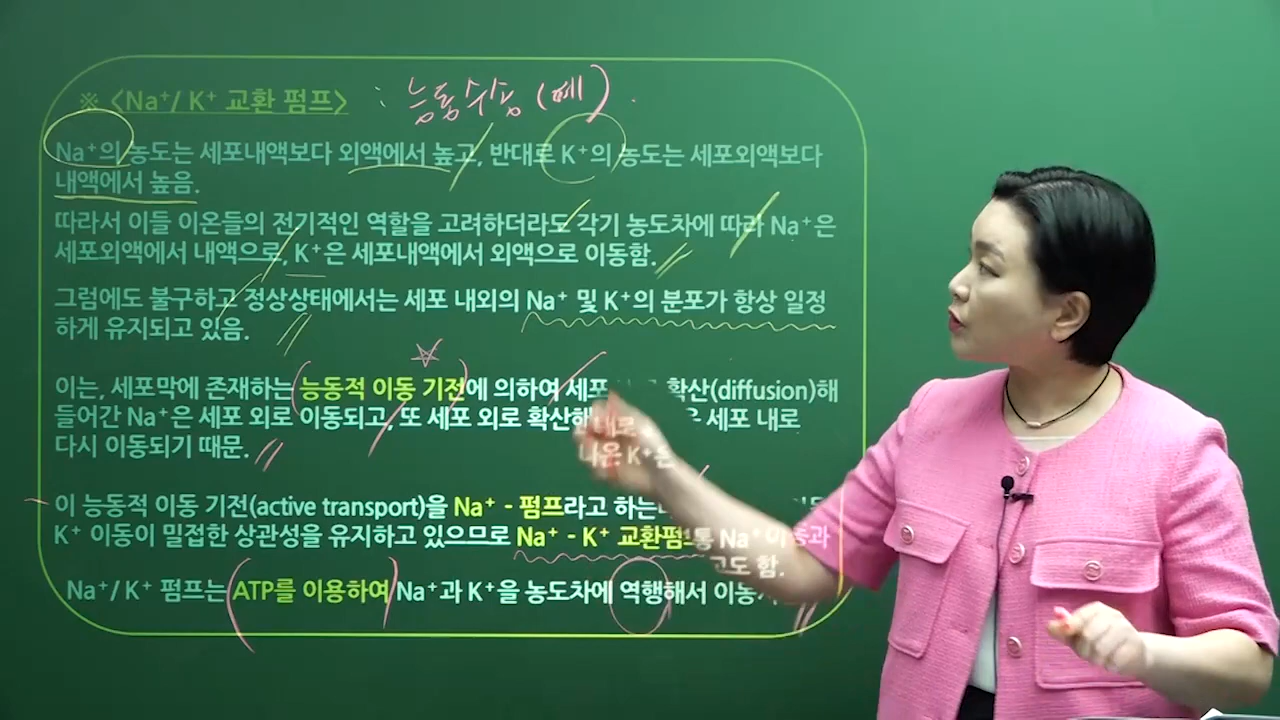 ※ <Na⁺/ K⁺ 교환 펌프> : 능동수송 (예) .
Na⁺의 농도는 세포내액보다 외액에서 높고, 반대로 K⁺의 농도는 세포외액보다
내액에서 높음.
따라서 이들 이온들의 전기적인 역할을 고려하더라도 각기 농도차에 따라 Na⁺은
세포외액에서 내액으로, K⁺은 세포내액에서 외액으로 이동함.
그럼에도 불구하고 정상상태에서는 세포 내외의 Na⁺ 및 K⁺의 분포가 항상 일정
하게 유지되고 있음.
이는, 세포막에 존재하는 능동적 이동 기전에 의하여 세포 확산(diffusion)해
들어간 Na⁺은 세포 외로 이동되고, 또 세포 외로 확산해 나온 K⁺은 세포 내로
다시 이동되기 때문.
이 능동적 이동 기전(active transport)을 Na⁺ - 펌프라고 하는데
K⁺ 이동이 밀접한 상관성을 유지하고 있으므로 Na⁺ - K⁺ 교환펌프 고도 함.
Na⁺/ K⁺ 펌프는 ATP를 이용하여 Na⁺과 K⁺을 농도차에 역행해서